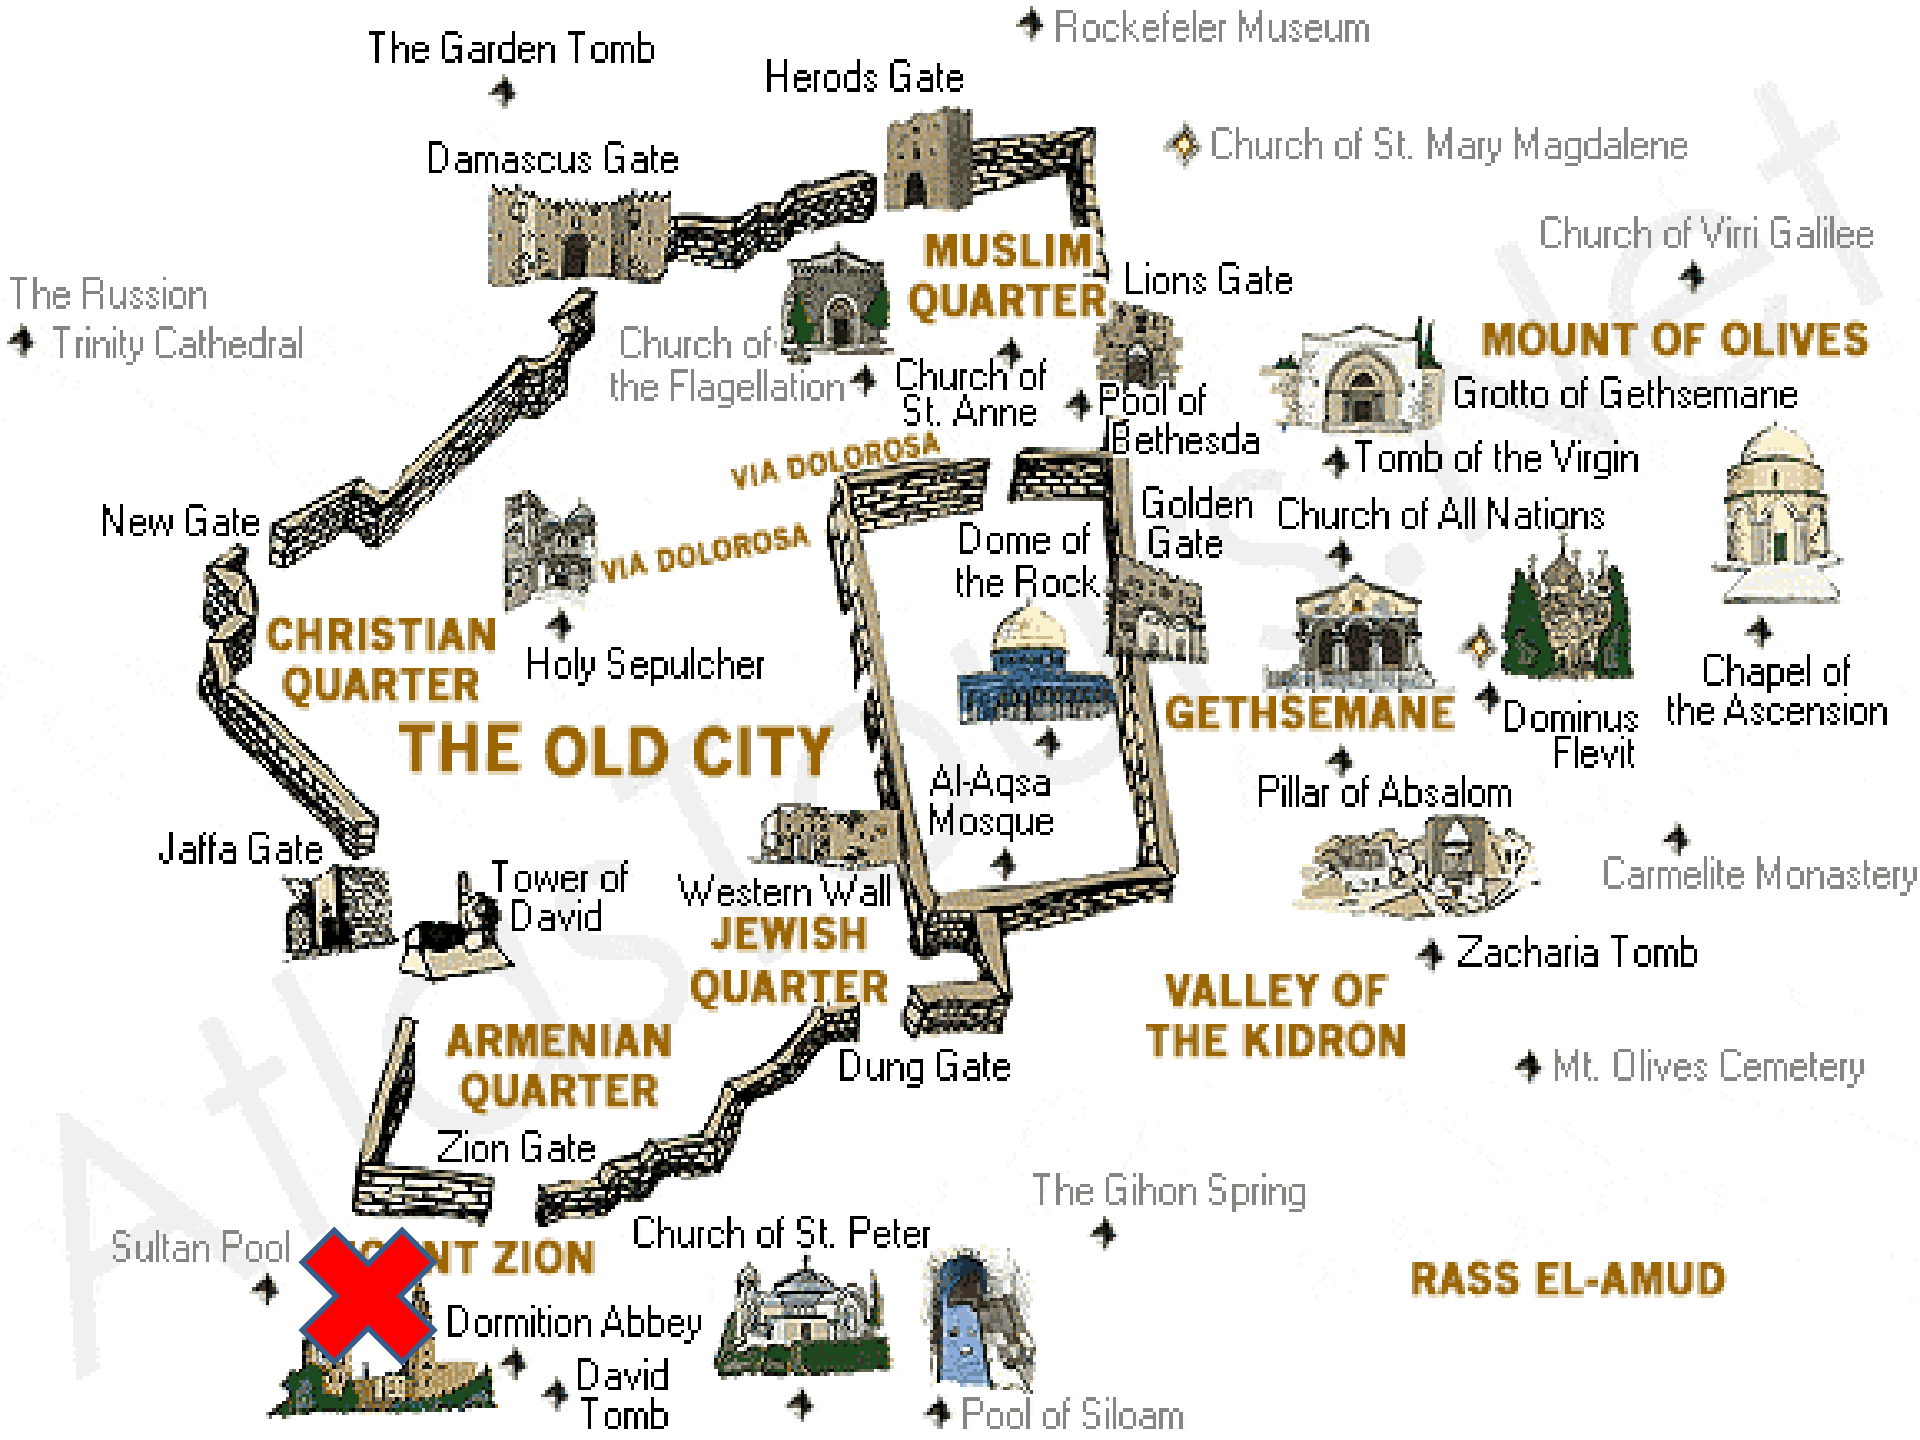 Rockefeler Museum
The Garden Tomb
Herods Gate
Damascus Gate
Church of St. Mary Magdalene
Church of Virri Galilee
MUSLIM
QUARTER
Lions Gate
The Russion
Trinity Cathedral
Church of
the Flagellation
MOUNT OF OLIVES
Church of
St. Anne
Pool of
Bethesda
Grotto of Gethsemane
Tomb of the Virgin
VIA DOLOROSA
New Gate
Golden
Gate
Church of All Nations
Dome of
the Rock
VIA DOLOROSA
CHRISTIAN
QUARTER
Holy Sepulcher
THE OLD CITY
GETHSEMANE
Dominus
Flevit
Chapel of
the Ascension
Al-Aqsa
Mosque
Pillar of Absalom
Jaffa Gate
Tower of
David
Western Wall
Carmelite Monastery
JEWISH
QUARTER
Zacharia Tomb
VALLEY OF
THE KIDRON
ARMENIAN
QUARTER
Dung Gate
Mt. Olives Cemetery
Zion Gate
The Gihon Spring
Sultan Pool
NT ZION
Church of St. Peter
RASS EL-AMUD
Dormition Abbey
David
Tomb
Pool of Siloam
AtlasTours.Net